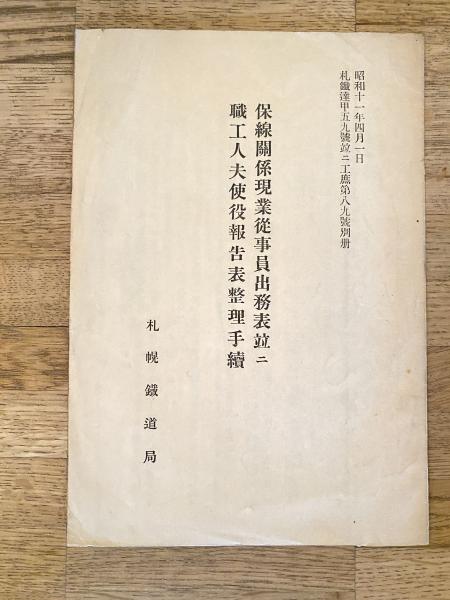 昭和十一年四月一日
札鐵達甲五九號竝ニ工庶第八九號別册
保線關係現業從事員出務表竝ニ
職工人夫使役報告表整理手續
札幌鐵道局